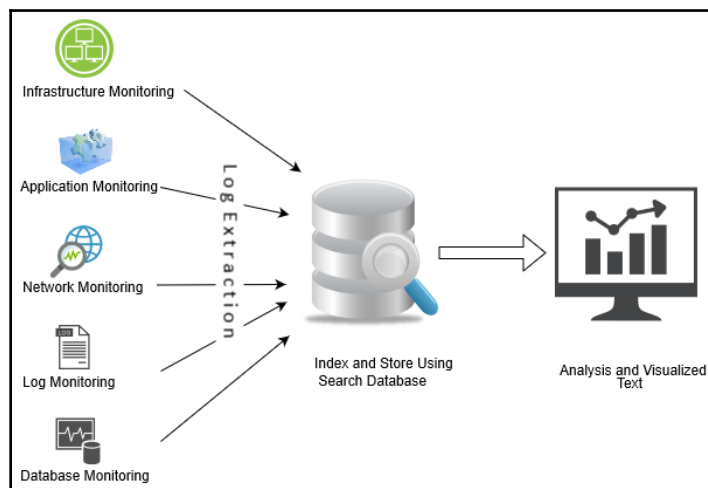 Infrastructure Monitoring
Application Monitoring
Network Monitoring
LOG
Log Monitoring
Database Monitoring
Log Extraction
Index and Store Using
Search Database
Analysis and Visualized
Text